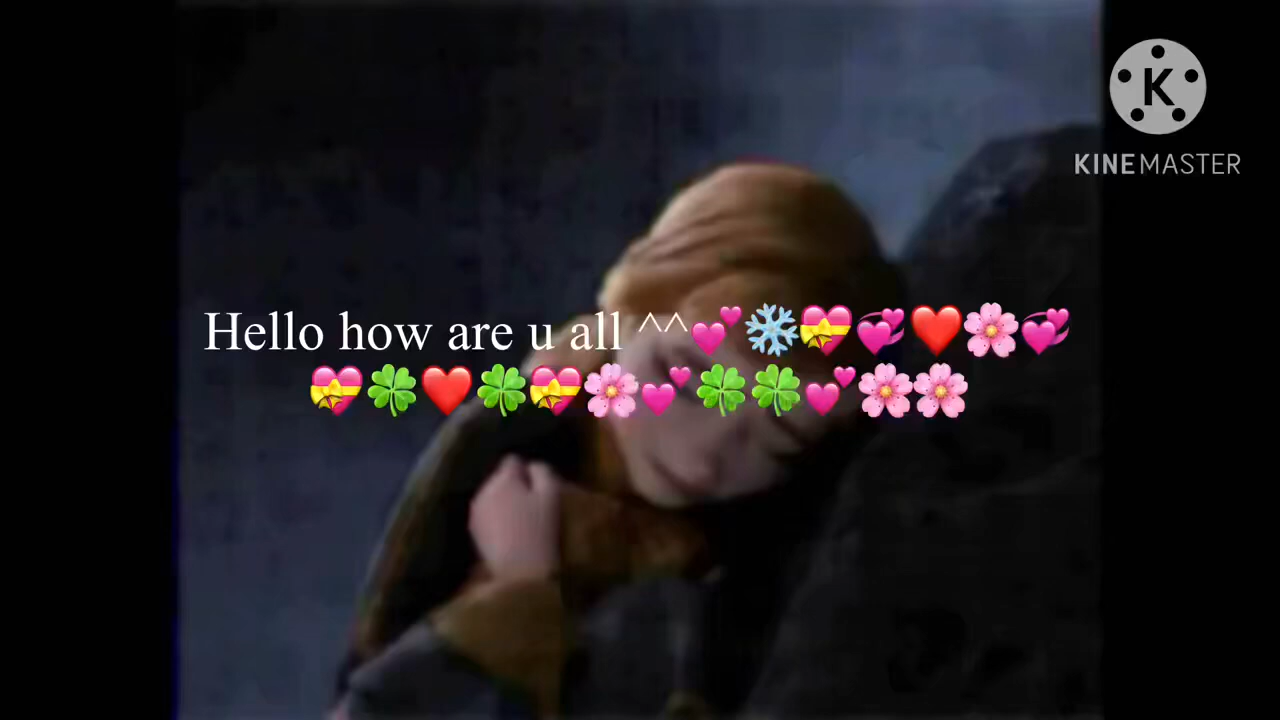 Hello how are u all ^^💕❄️💝💞❤️🌸💞
💝🍀❤️🍀💝🌸💕🍀🍀💕🌸🌸
K
KINEMASTER